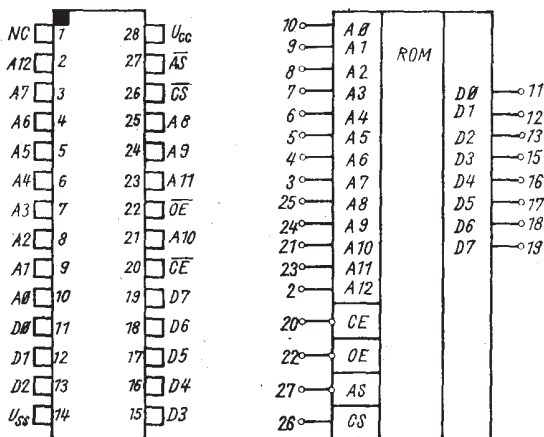 NC 1 28 UCC
A12 2 27 A̅S̅
A7 3 26 C̅S̅
A6 4 25 A8
A5 5 24 A9
A4 6 23 A11
A3 7 22 O̅E̅
A2 8 21 A10
A1 9 20 C̅E̅
A0 10 19 D7
D0 11 18 D6
D1 12 17 D5
D2 13 16 D4
USS 14 15 D3
ROM
10 A0
9 A1
8 A2
7 A3
6 A4
5 A5
4 A6
3 A7
25 A8
24 A9
21 A10
23 A11
2 A12
20 CE
22 OE
27 AS
26 CS
D0 11
D1 12
D2 13
D3 15
D4 16
D5 17
D6 18
D7 19